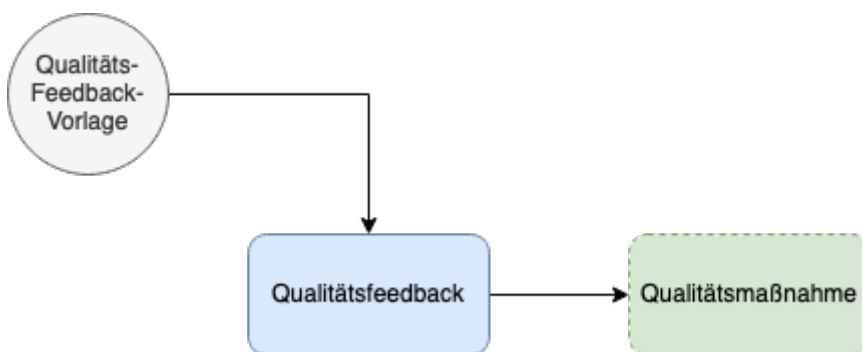 Qualitäts-
Feedback-
Vorlage
Qualitätsfeedback
Qualitätsmaßnahme